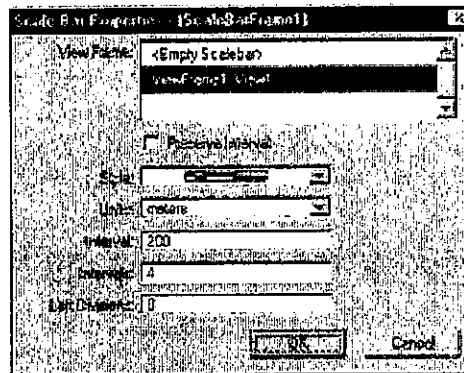 Scale Bar Properties - (ScaleBarFrame1)
View Frame:
<Empty Scalebar>
ViewFrame1: View1
Preserve Interval
Style:
Units: meters
Interval: 200
Intervals: 4
Left Divisions: 0
OK Cancel